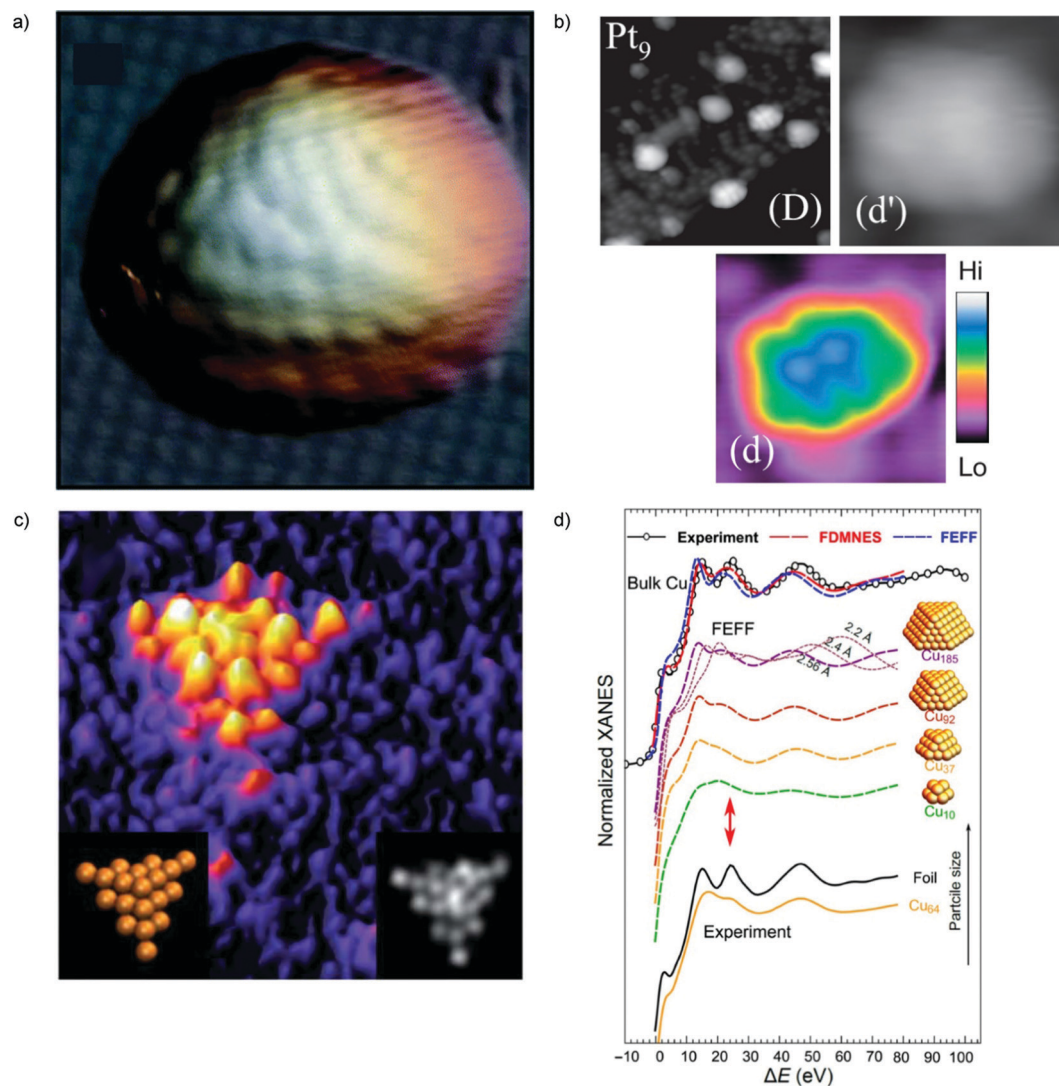 a)
b)
Pt9
(D)
(d')
Hi
(d)
Lo
c)
d)
Experiment
FDMNES
FEFF
Bulk Cu
FEFF
2.2 Å
2.4 Å
2.56 Å
Cu185
Cu92
Cu37
Cu10
Foil
Cu64
Experiment
Normalized XANES
Partcile size
−10 0 10 20 30 40 50 60 70 80 90 100
ΔE (eV)